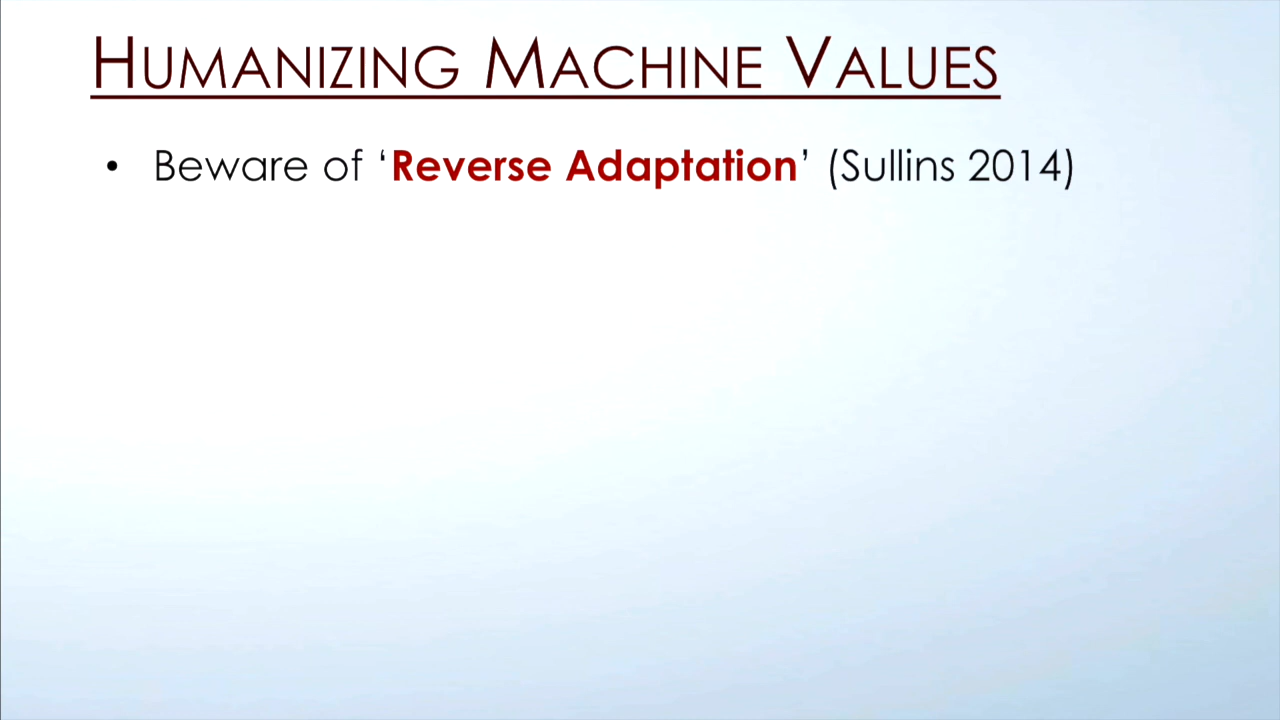 HUMANIZING MACHINE VALUES
• Beware of ‘Reverse Adaptation’ (Sullins 2014)